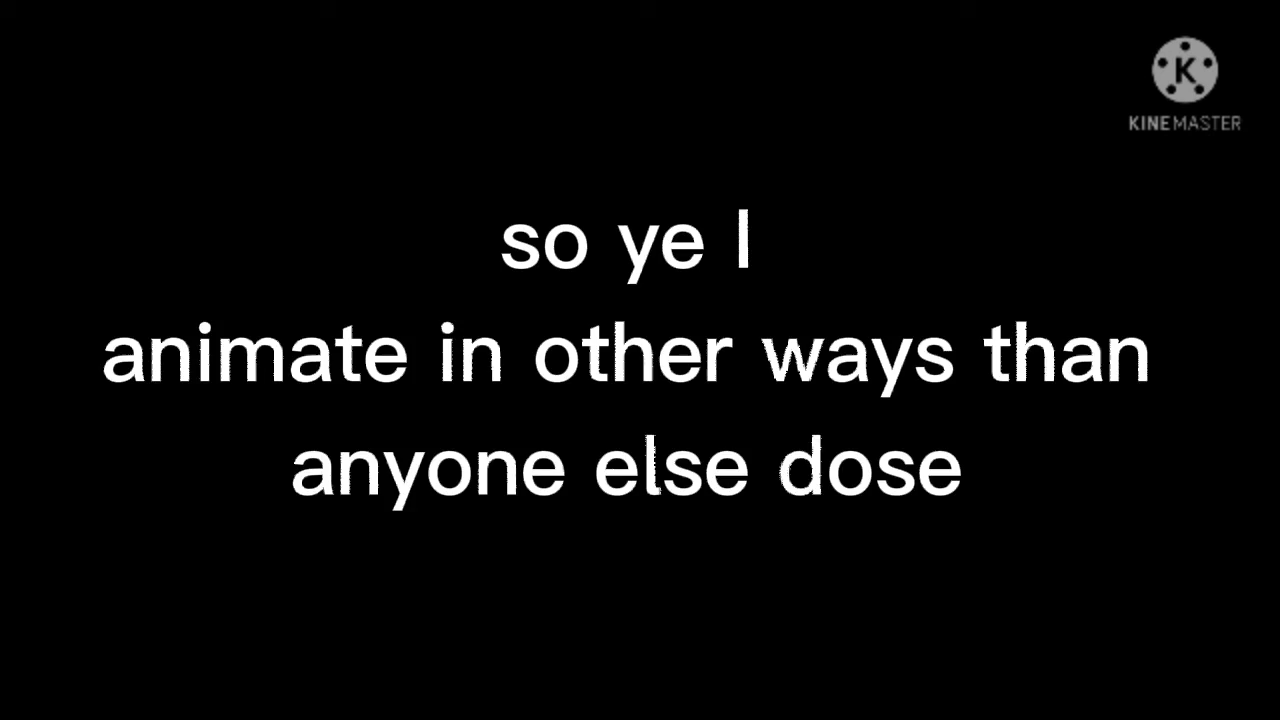 K
KINEMASTER
so ye I
animate in other ways than
anyone else dose